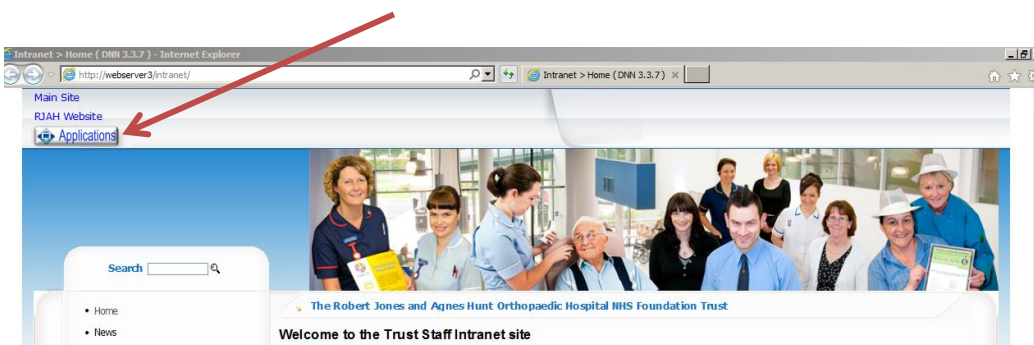 Intranet > Home ( DNN 3.3.7 ) - Internet Explorer
http://webserver3/intranet/
Intranet > Home ( DNN 3.3.7 )
Main Site
RJAH Website
Applications
Search
The Robert Jones and Agnes Hunt Orthopaedic Hospital NHS Foundation Trust
• Home
• News
Welcome to the Trust Staff Intranet site